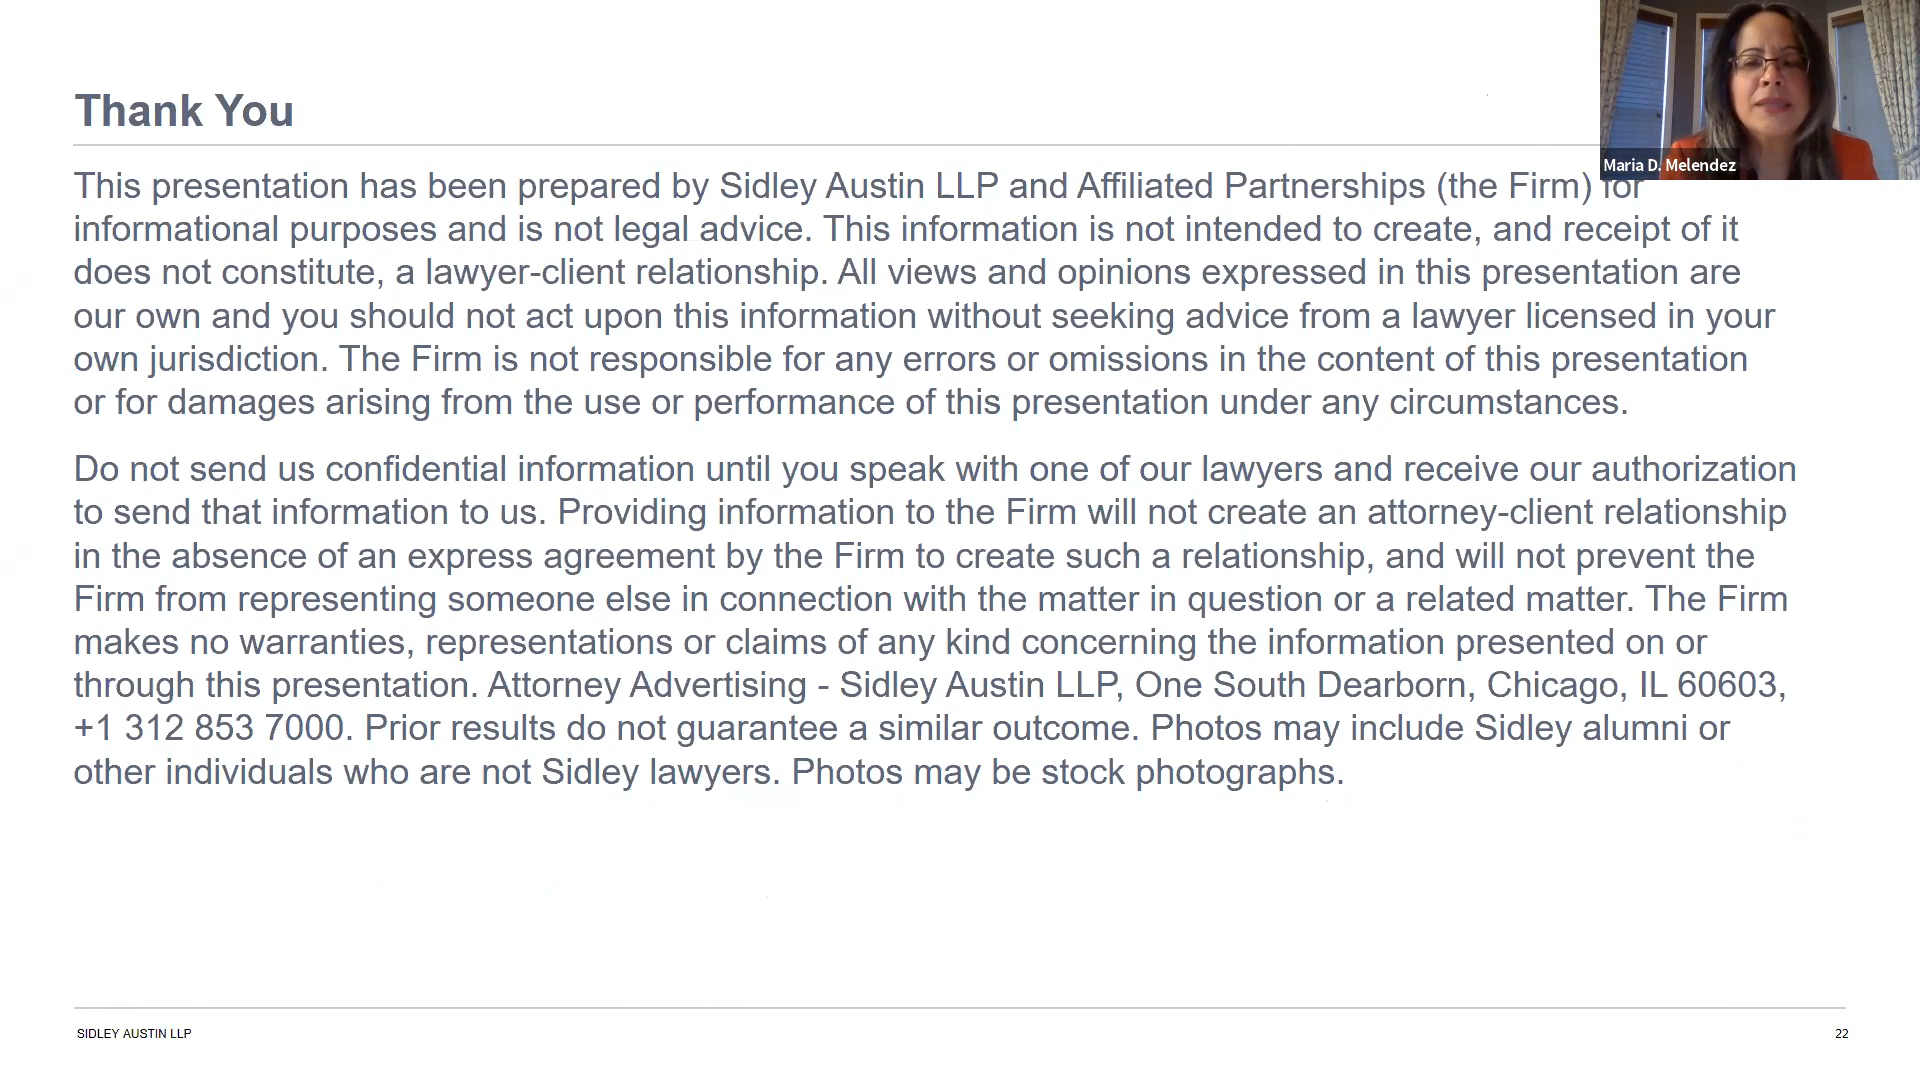 Thank You
Maria D. Melendez
This presentation has been prepared by Sidley Austin LLP and Affiliated Partnerships (the Firm) for
informational purposes and is not legal advice. This information is not intended to create, and receipt of it
does not constitute, a lawyer-client relationship. All views and opinions expressed in this presentation are
our own and you should not act upon this information without seeking advice from a lawyer licensed in your
own jurisdiction. The Firm is not responsible for any errors or omissions in the content of this presentation
or for damages arising from the use or performance of this presentation under any circumstances.
Do not send us confidential information until you speak with one of our lawyers and receive our authorization
to send that information to us. Providing information to the Firm will not create an attorney-client relationship
in the absence of an express agreement by the Firm to create such a relationship, and will not prevent the
Firm from representing someone else in connection with the matter in question or a related matter. The Firm
makes no warranties, representations or claims of any kind concerning the information presented on or
through this presentation. Attorney Advertising - Sidley Austin LLP, One South Dearborn, Chicago, IL 60603,
+1 312 853 7000. Prior results do not guarantee a similar outcome. Photos may include Sidley alumni or
other individuals who are not Sidley lawyers. Photos may be stock photographs.
SIDLEY AUSTIN LLP
22